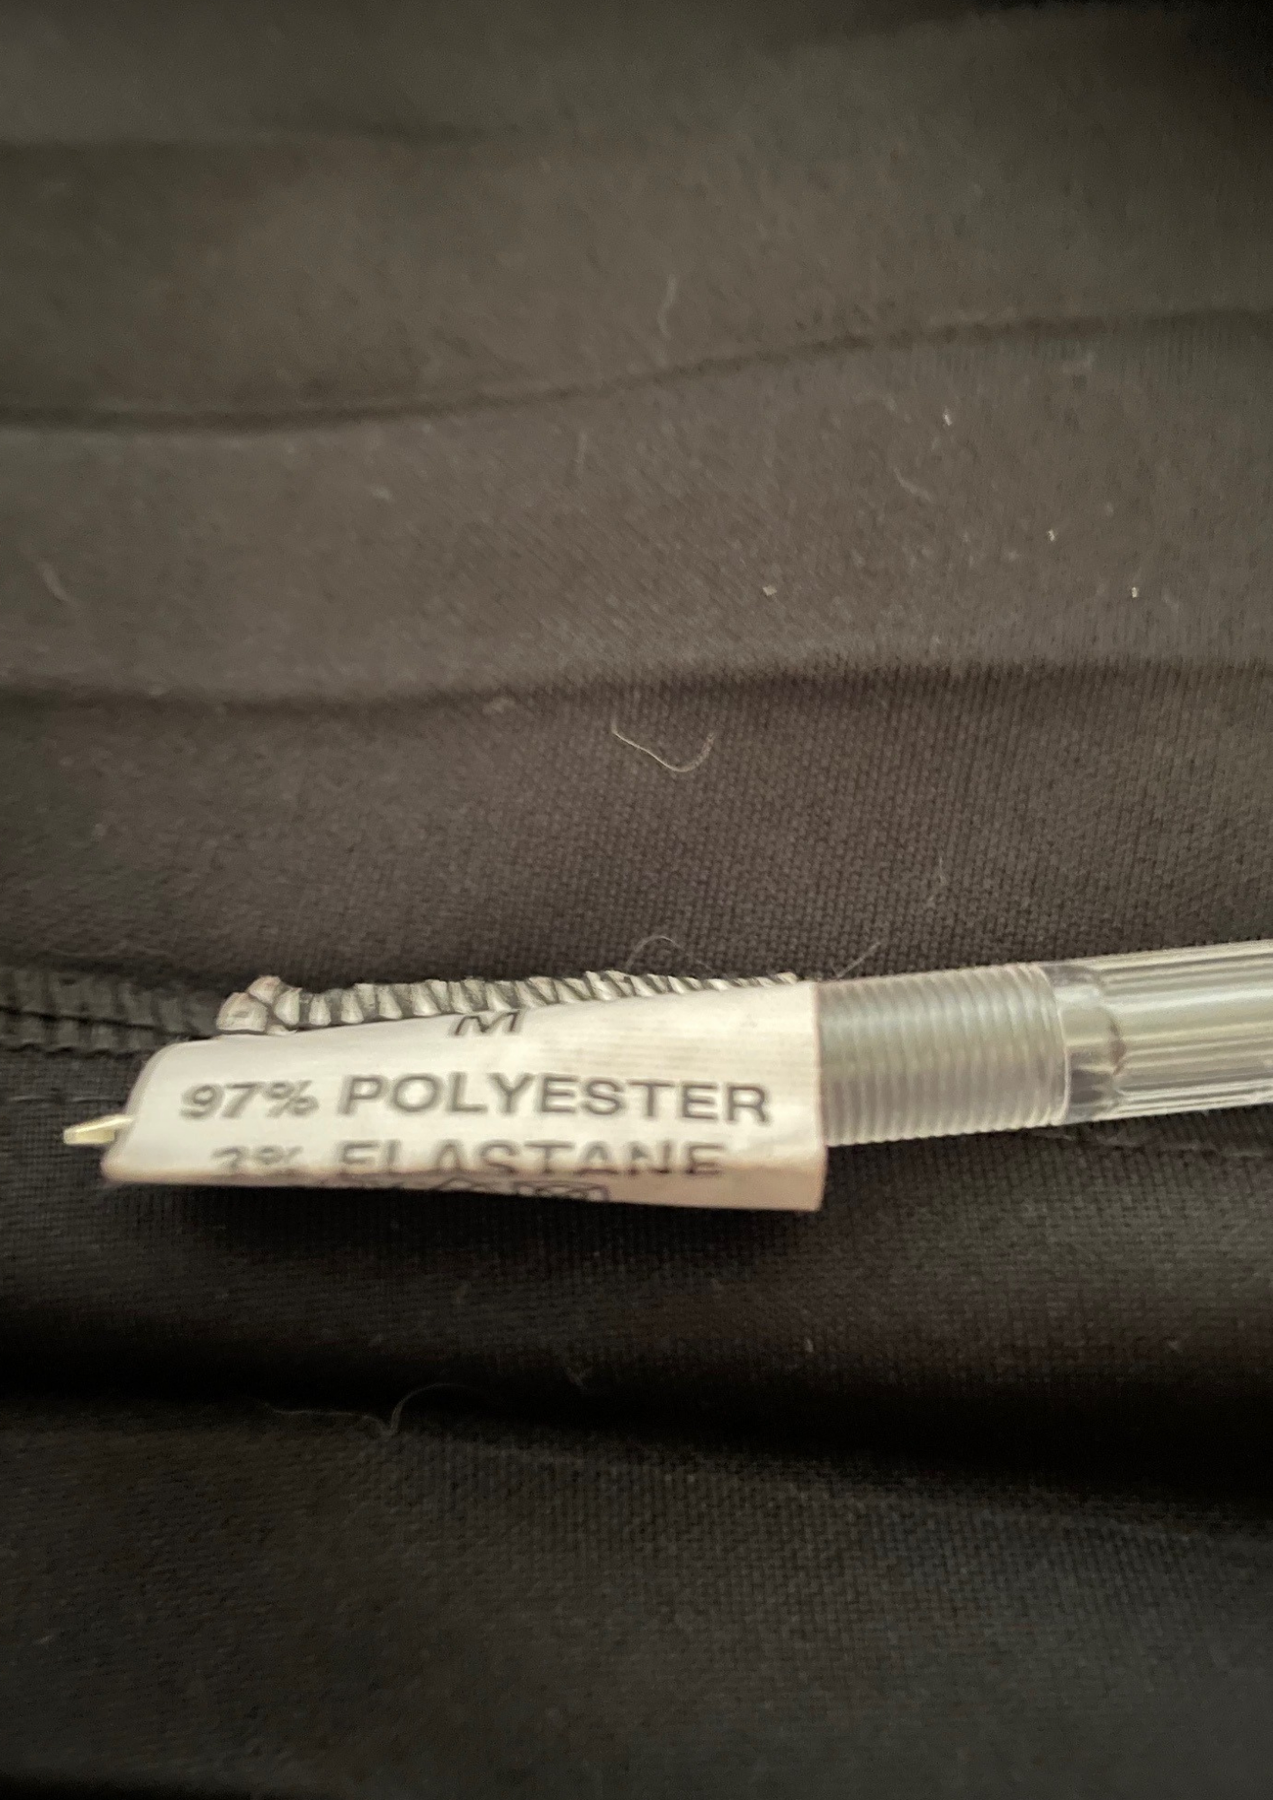 M
97% POLYESTER
3% ELASTANE